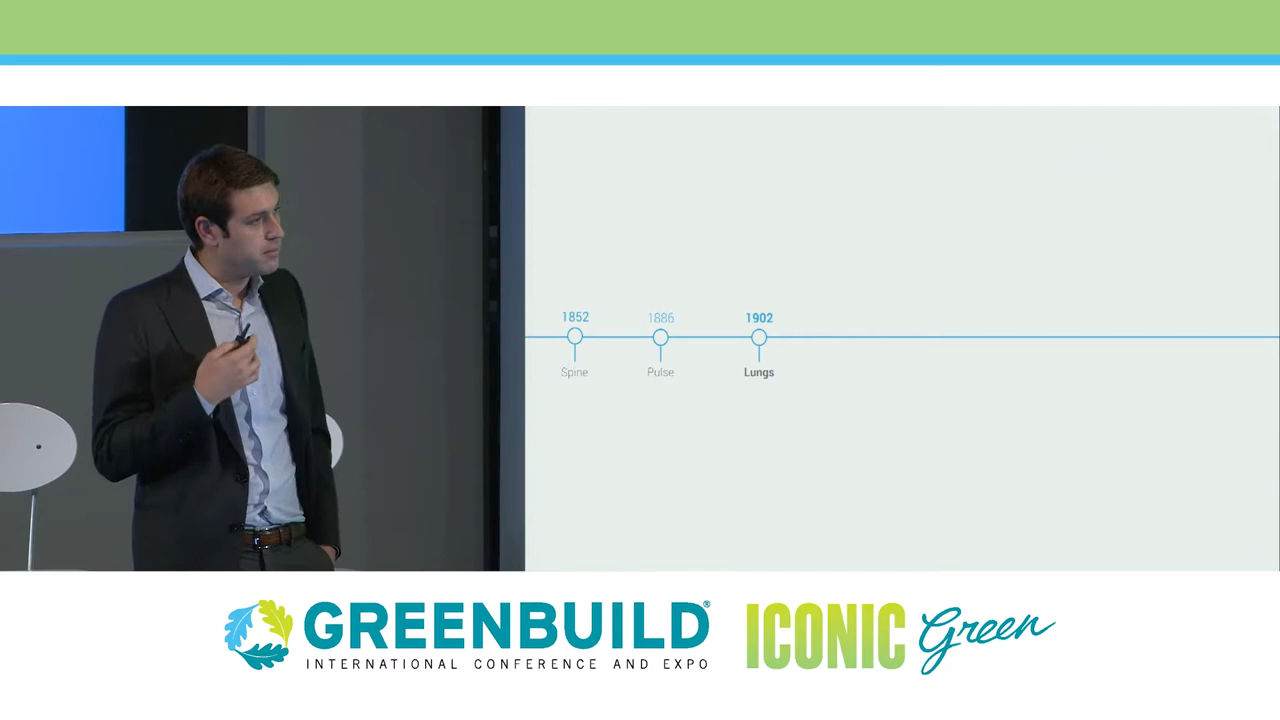 1852 1886 1902
Spine Pulse Lungs
GREENBUILD®
INTERNATIONAL CONFERENCE AND EXPO
ICONIC Green